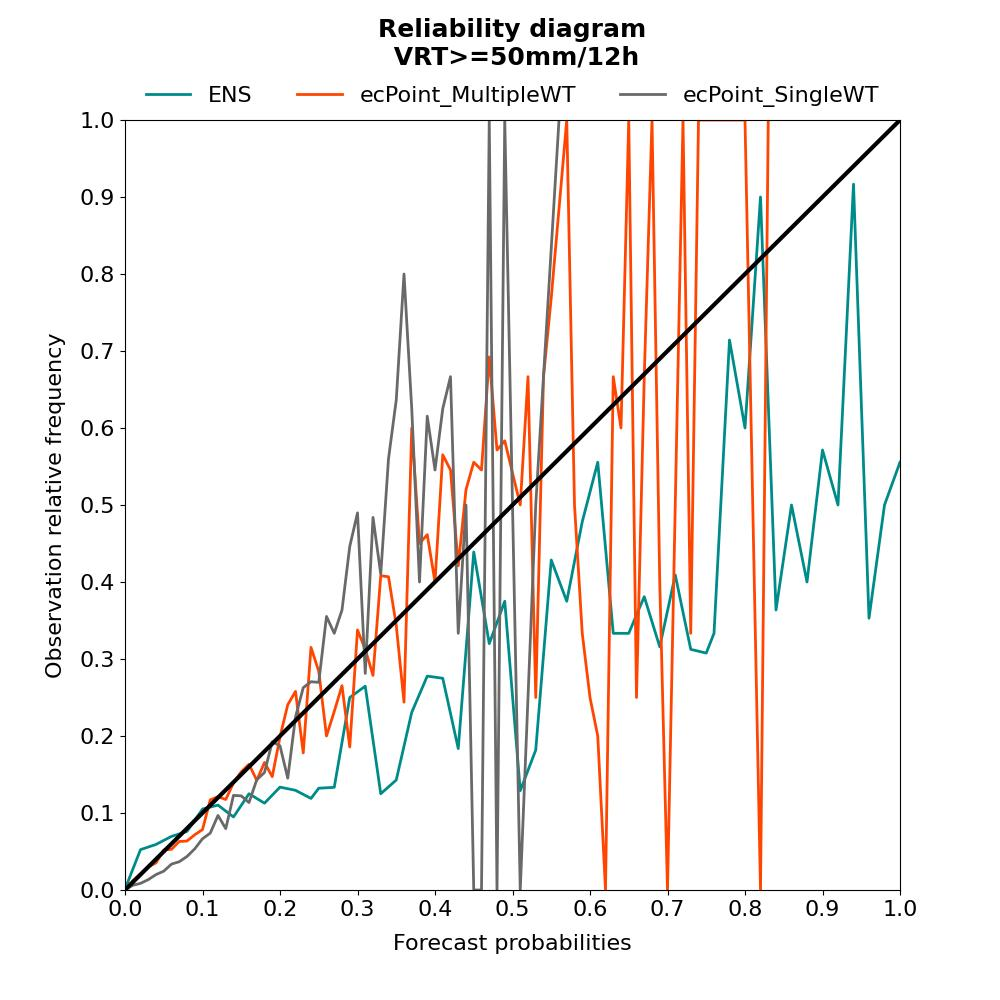 Reliability diagram
VRT>=50mm/12h
ENS ecPoint_MultipleWT ecPoint_SingleWT
1.0
0.9
0.8
0.7
0.6
0.5
0.4
0.3
0.2
0.1
0.0
Observation relative frequency
0.0 0.1 0.2 0.3 0.4 0.5 0.6 0.7 0.8 0.9 1.0
Forecast probabilities